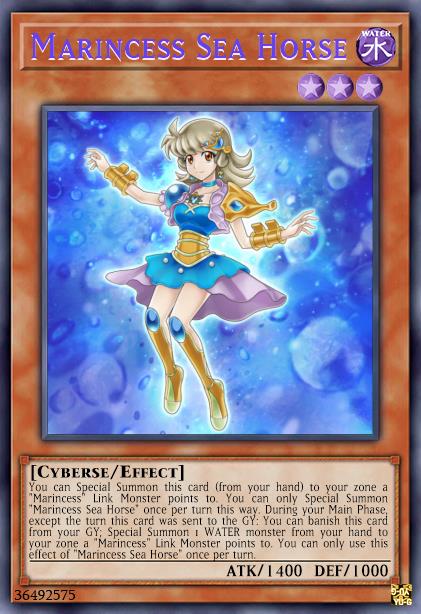 Marincess Sea Horse
WATER
水
[Cyberse/Effect]
You can Special Summon this card (from your hand) to your zone a
"Marincess" Link Monster points to. You can only Special Summon
"Marincess Sea Horse" once per turn this way. During your Main Phase,
except the turn this card was sent to the GY: You can banish this card
from your GY; Special Summon 1 WATER monster from your hand to
your zone a "Marincess" Link Monster points to. You can only use this
effect of "Marincess Sea Horse" once per turn.
ATK/1400 DEF/1000
36492575